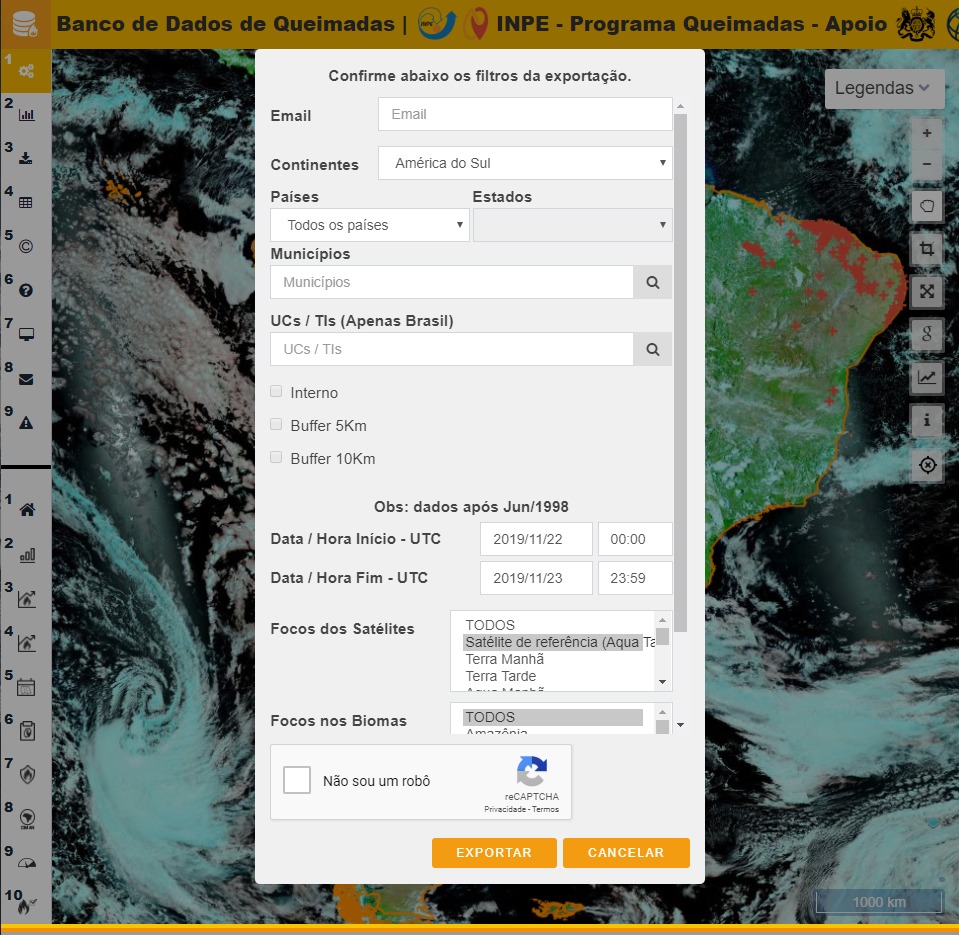 Banco de Dados de Queimadas | INPE - Programa Queimadas - Apoio
Confirme abaixo os filtros da exportação.
Legendas
Email
Email
Continentes
América do Sul
Países
Estados
Todos os países
Municípios
Municípios
UCs / TIs (Apenas Brasil)
UCs / TIs
Interno
Buffer 5Km
Buffer 10Km
Obs: dados após Jun/1998
Data / Hora Início - UTC
2019/11/22
00:00
Data / Hora Fim - UTC
2019/11/23
23:59
Focos dos Satélites
TODOS
Satélite de referência (Aqua Ta
Terra Manhã
Terra Tarde
Aqua Manhã
Focos nos Biomas
TODOS
Amazônia
Não sou um robô
reCAPTCHA
Privacidade - Termos
EXPORTAR
CANCELAR
1
2
3
4
5
6
7
8
9
1
2
3
4
5
6
7
8
9
10
+
−
g
i
1000 km